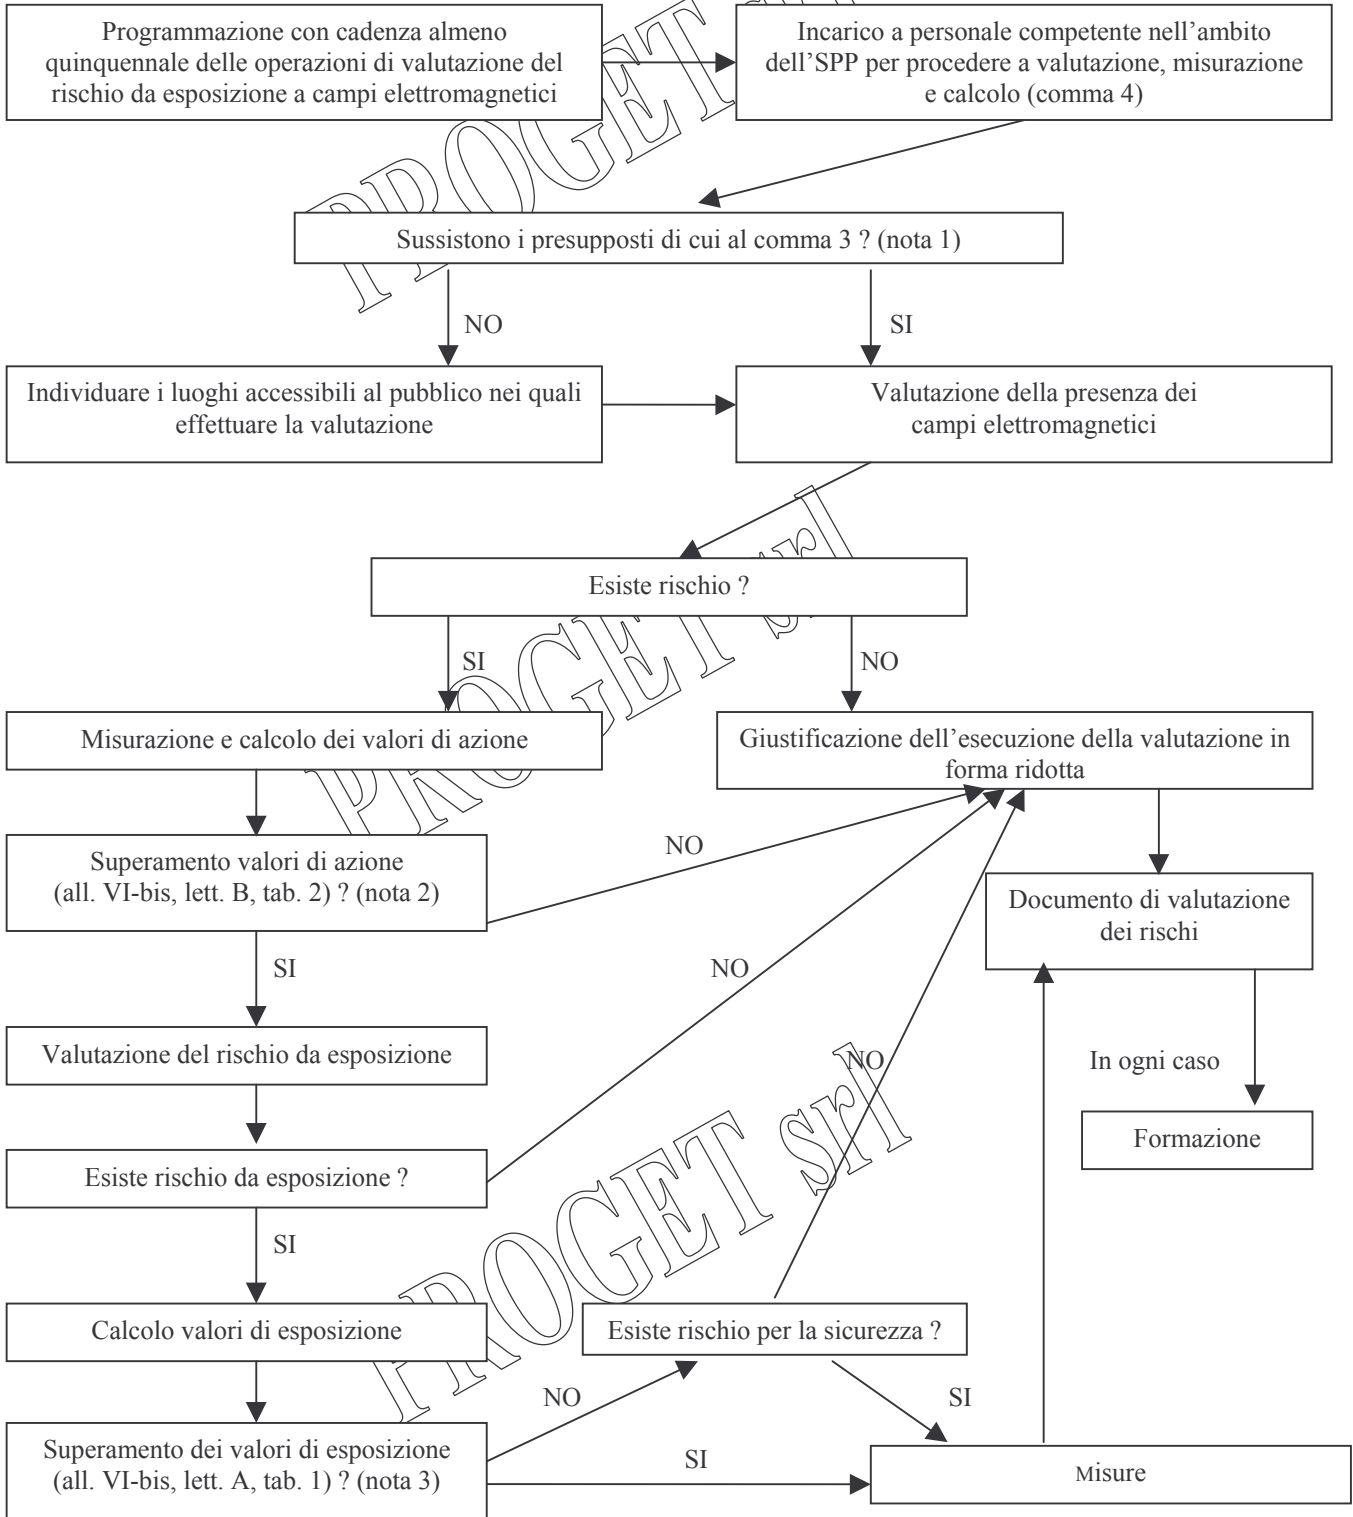 Programmazione con cadenza almeno
quinquennale delle operazioni di valutazione del
rischio da esposizione a campi elettromagnetici
Incarico a personale competente nell’ambito
dell’SPP per procedere a valutazione, misurazione
e calcolo (comma 4)
PROGET srl
Sussistono i presupposti di cui al comma 3 ? (nota 1)
NO
SI
Individuare i luoghi accessibili al pubblico nei quali
effettuare la valutazione
Valutazione della presenza dei
campi elettromagnetici
Esiste rischio ?
PROGET srl
SI
NO
Misurazione e calcolo dei valori di azione
Giustificazione dell’esecuzione della valutazione in
forma ridotta
Superamento valori di azione
(all. VI-bis, lett. B, tab. 2) ? (nota 2)
NO
Documento di valutazione
dei rischi
SI
NO
Valutazione del rischio da esposizione
NO
In ogni caso
Formazione
Esiste rischio da esposizione ?
PROGET srl
SI
Calcolo valori di esposizione
Esiste rischio per la sicurezza ?
NO
SI
Superamento dei valori di esposizione
(all. VI-bis, lett. A, tab. 1) ? (nota 3)
SI
Misure